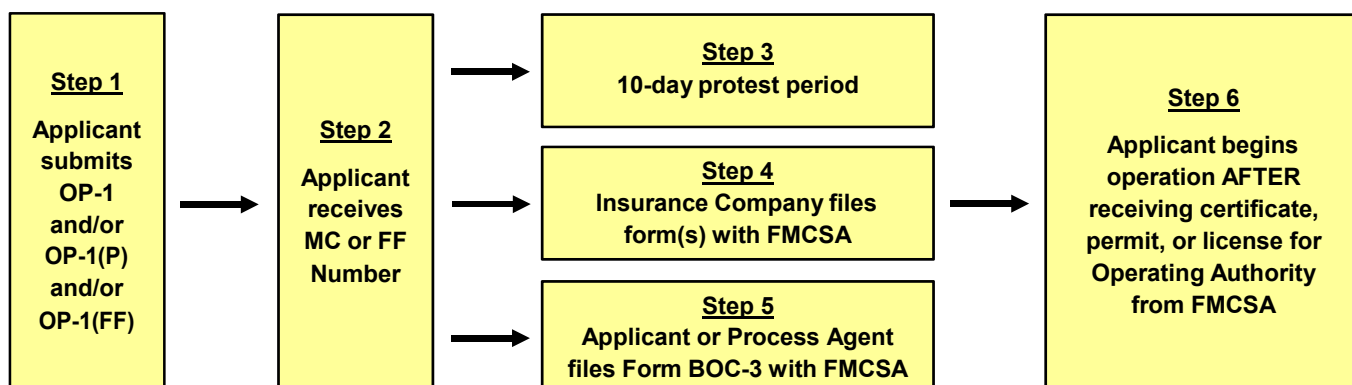 Step 1
Applicant
submits
OP-1
and/or
OP-1(P)
and/or
OP-1(FF)
Step 2
Applicant
receives
MC or FF
Number
Step 3
10-day protest period
Step 4
Insurance Company files
form(s) with FMCSA
Step 5
Applicant or Process Agent
files Form BOC-3 with FMCSA
Step 6
Applicant begins
operation AFTER
receiving certificate,
permit, or license for
Operating Authority
from FMCSA